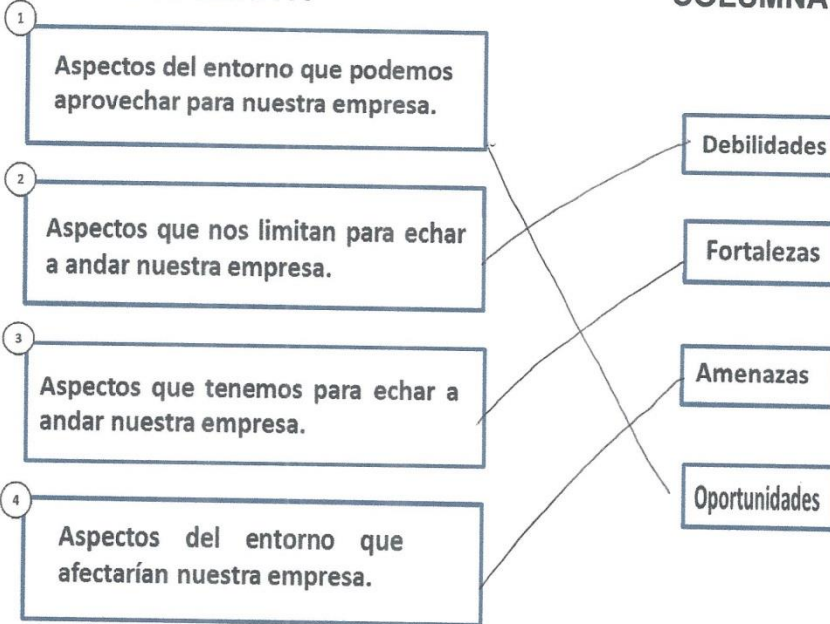 1
Aspectos del entorno que podemos
aprovechar para nuestra empresa.
2
Aspectos que nos limitan para echar
a andar nuestra empresa.
3
Aspectos que tenemos para echar a
andar nuestra empresa.
4
Aspectos del entorno que
afectarían nuestra empresa.
COLUMNA
Debilidades
Fortalezas
Amenazas
Oportunidades